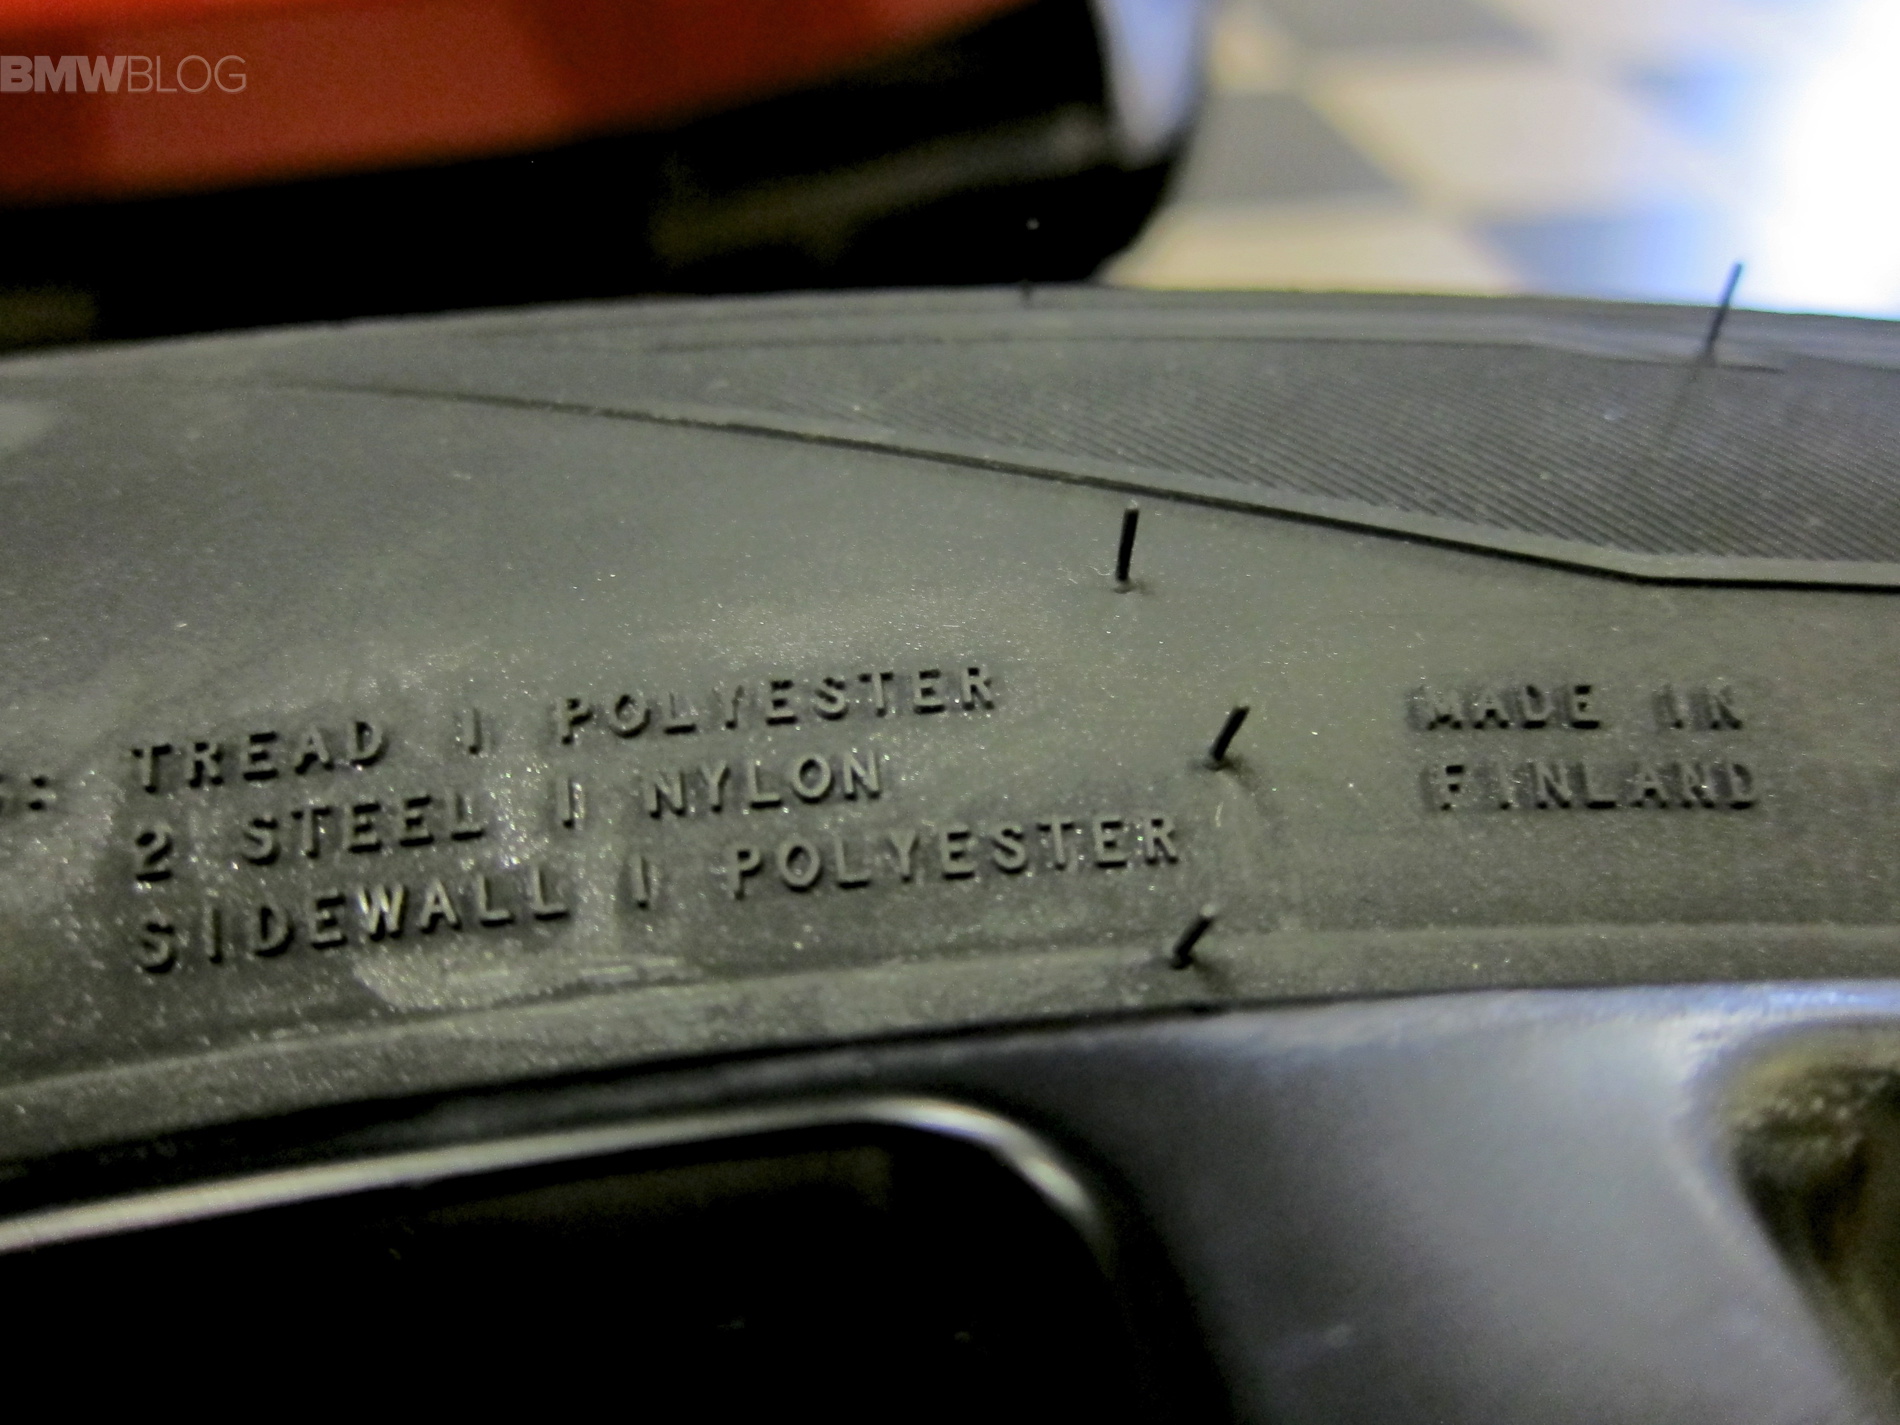 BMWBLOG
TREAD 1 POLYESTER
2 STEEL 1 NYLON
SIDEWALL 1 POLYESTER
MADE IN
FINLAND